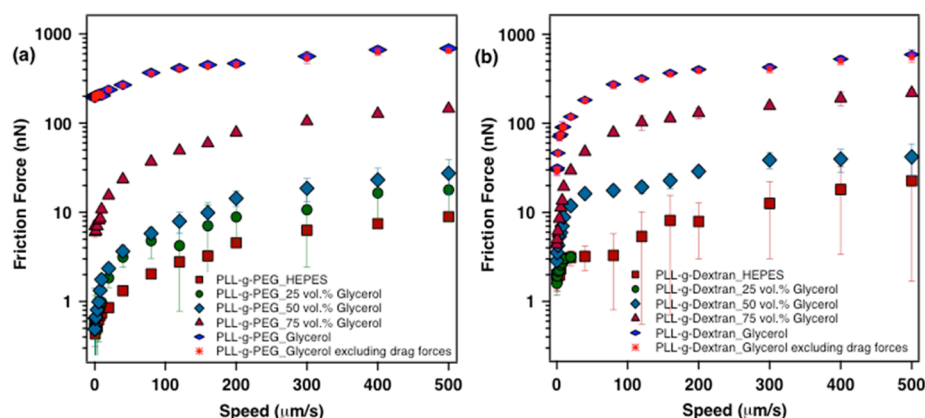 (a)
Friction Force (nN)
1000
100
10
1
PLL-g-PEG_HEPES
PLL-g-PEG_25 vol.% Glycerol
PLL-g-PEG_50 vol.% Glycerol
PLL-g-PEG_75 vol.% Glycerol
PLL-g-PEG_Glycerol
PLL-g-PEG_Glycerol excluding drag forces
0 100 200 300 400 500
Speed (μm/s)
(b)
Friction Force (nN)
1000
100
10
1
PLL-g-Dextran_HEPES
PLL-g-Dextran_25 vol.% Glycerol
PLL-g-Dextran_50 vol.% Glycerol
PLL-g-Dextran_75 vol.% Glycerol
PLL-g-Dextran_Glycerol
PLL-g-Dextran_Glycerol excluding drag forces
0 100 200 300 400 500
Speed (μm/s)